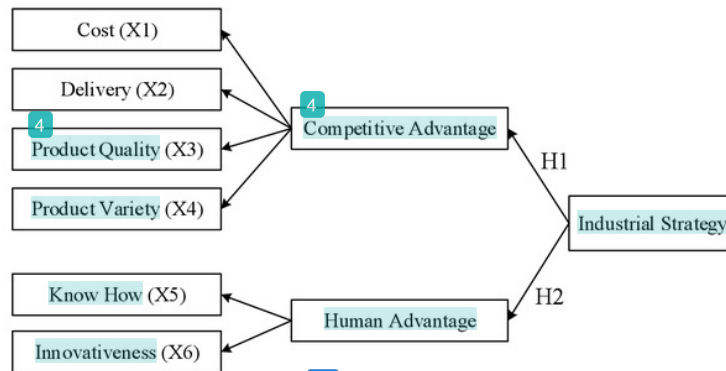 Cost (X1)
Delivery (X2)
4
Product Quality (X3)
Product Variety (X4)
4
Competitive Advantage
H1
Industrial Strategy
H2
Know How (X5)
Human Advantage
Innovativeness (X6)